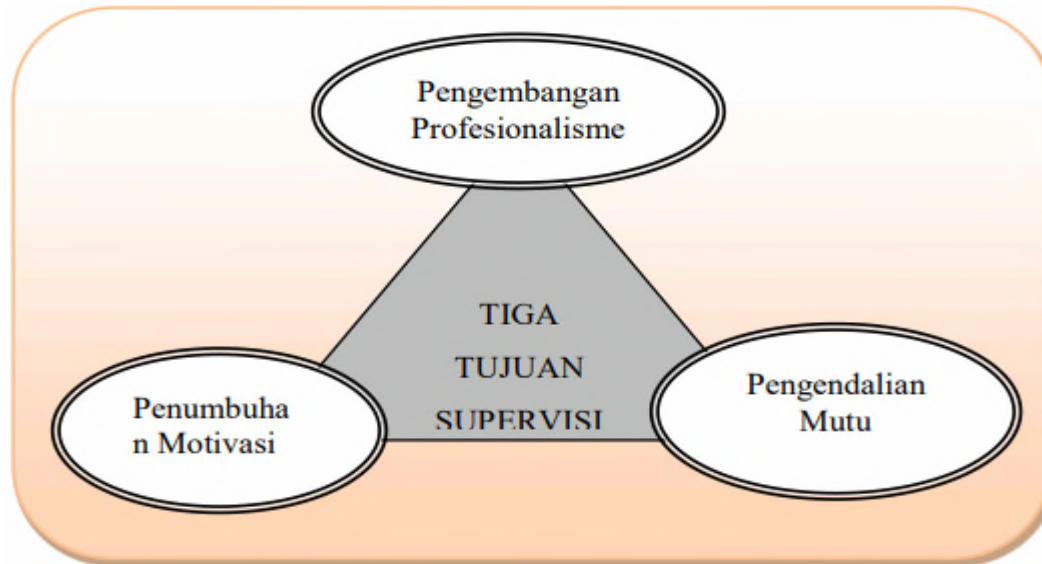 Pengembangan
Profesionalisme
TIGA
TUJUAN
SUPERVISI
Penumbuha
n Motivasi
Pengendalian
Mutu